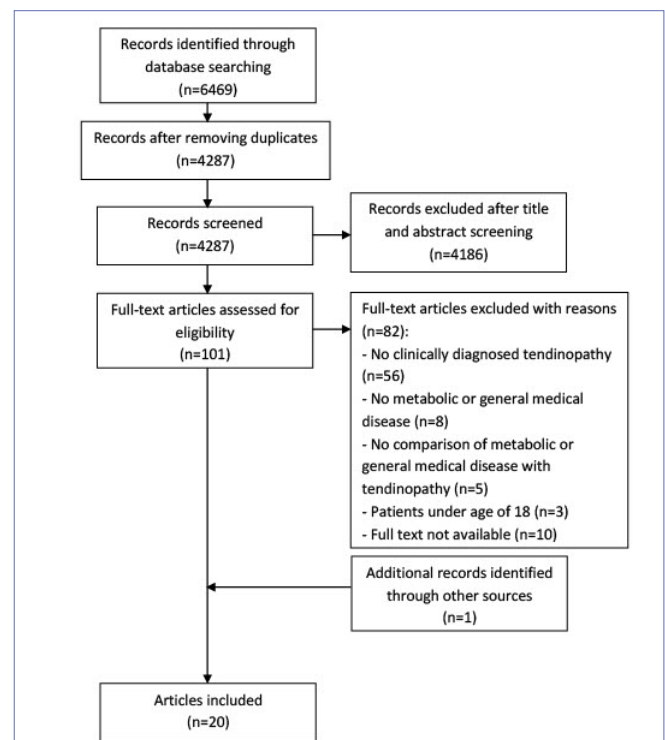 Records identified through
database searching
(n=6469)
Records after removing duplicates
(n=4287)
Records screened
(n=4287)
Records excluded after title
and abstract screening
(n=4186)
Full-text articles assessed for
eligibility
(n=101)
Full-text articles excluded with reasons
(n=82):
- No clinically diagnosed tendinopathy
(n=56)
- No metabolic or general medical
disease (n=8)
- No comparison of metabolic or
general medical disease with
tendinopathy (n=5)
- Patients under age of 18 (n=3)
- Full text not available (n=10)
Additional records identified
through other sources
(n=1)
Articles included
(n=20)